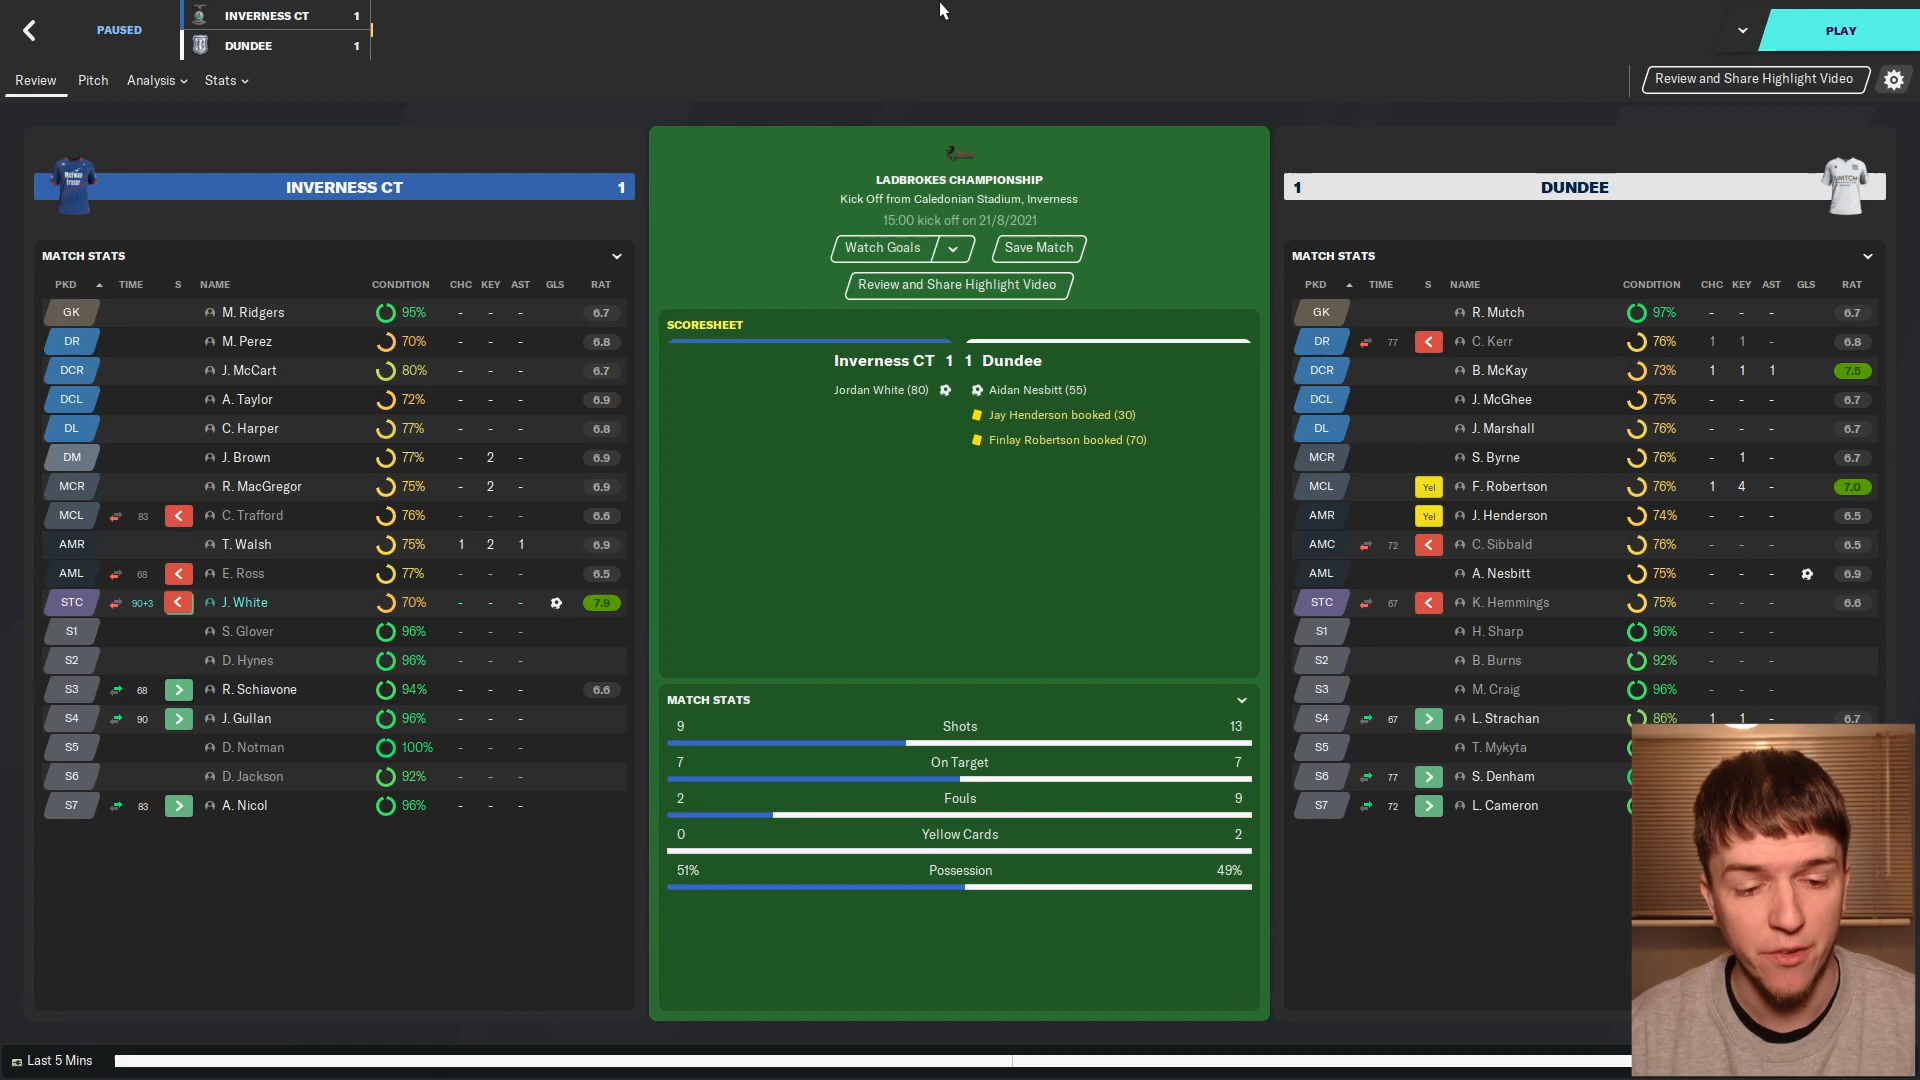 PAUSED
INVERNESS CT 1
DUNDEE 1
PLAY
Review Pitch Analysis Stats
Review and Share Highlight Video
INVERNESS CT 1
MATCH STATS
PKD TIME S NAME CONDITION CHC KEY AST GLS RAT
GK M. Ridgers 95% - - - 6.7
DR M. Perez 70% - - - 6.8
DCR J. McCart 80% - - - 6.7
DCL A. Taylor 72% - - - 6.9
DL C. Harper 77% - - - 6.8
DM J. Brown 77% - 2 - 6.9
MCR R. MacGregor 75% - 2 - 6.9
MCL 83 C. Trafford 76% - - - 6.6
AMR T. Walsh 75% 1 2 1 6.9
AML 68 E. Ross 77% - - - 6.5
STC 90+3 J. White 70% - - - 7.9
S1 S. Glover 96% - - -
S2 D. Hynes 96% - - -
S3 68 R. Schiavone 94% - - - 6.6
S4 90 J. Gullan 96% - - -
S5 D. Notman 100% - - -
S6 D. Jackson 92% - - -
S7 83 A. Nicol 96% - - -
LADBROKES CHAMPIONSHIP
Kick Off from Caledonian Stadium, Inverness
15:00 kick off on 21/8/2021
Watch Goals Save Match
Review and Share Highlight Video
SCORESHEET
Inverness CT 1 1 Dundee
Jordan White (80) Aidan Nesbitt (55)
Jay Henderson booked (30)
Finlay Robertson booked (70)
MATCH STATS
9 Shots 13
7 On Target 7
2 Fouls 9
0 Yellow Cards 2
51% Possession 49%
1 DUNDEE
MATCH STATS
PKD TIME S NAME CONDITION CHC KEY AST GLS RAT
GK R. Mutch 97% - - - 6.7
DR 77 C. Kerr 76% 1 1 - 6.8
DCR B. McKay 73% 1 1 1 7.5
DCL J. McGhee 75% - - - 6.7
DL J. Marshall 76% - - - 6.7
MCR S. Byrne 76% - 1 - 6.7
MCL Yel F. Robertson 76% 1 4 - 7.0
AMR Yel J. Henderson 74% - - - 6.5
AMC 72 C. Sibbald 76% - - - 6.5
AML A. Nesbitt 75% - - - 6.9
STC 67 K. Hemmings 75% - - - 6.6
S1 H. Sharp 96% - - -
S2 B. Burns 92% - - -
S3 M. Craig 96% - - -
S4 67 L. Strachan 86% 1 1 - 6.7
S5 T. Mykyta
S6 77 S. Denham
S7 72 L. Cameron
Last 5 Mins